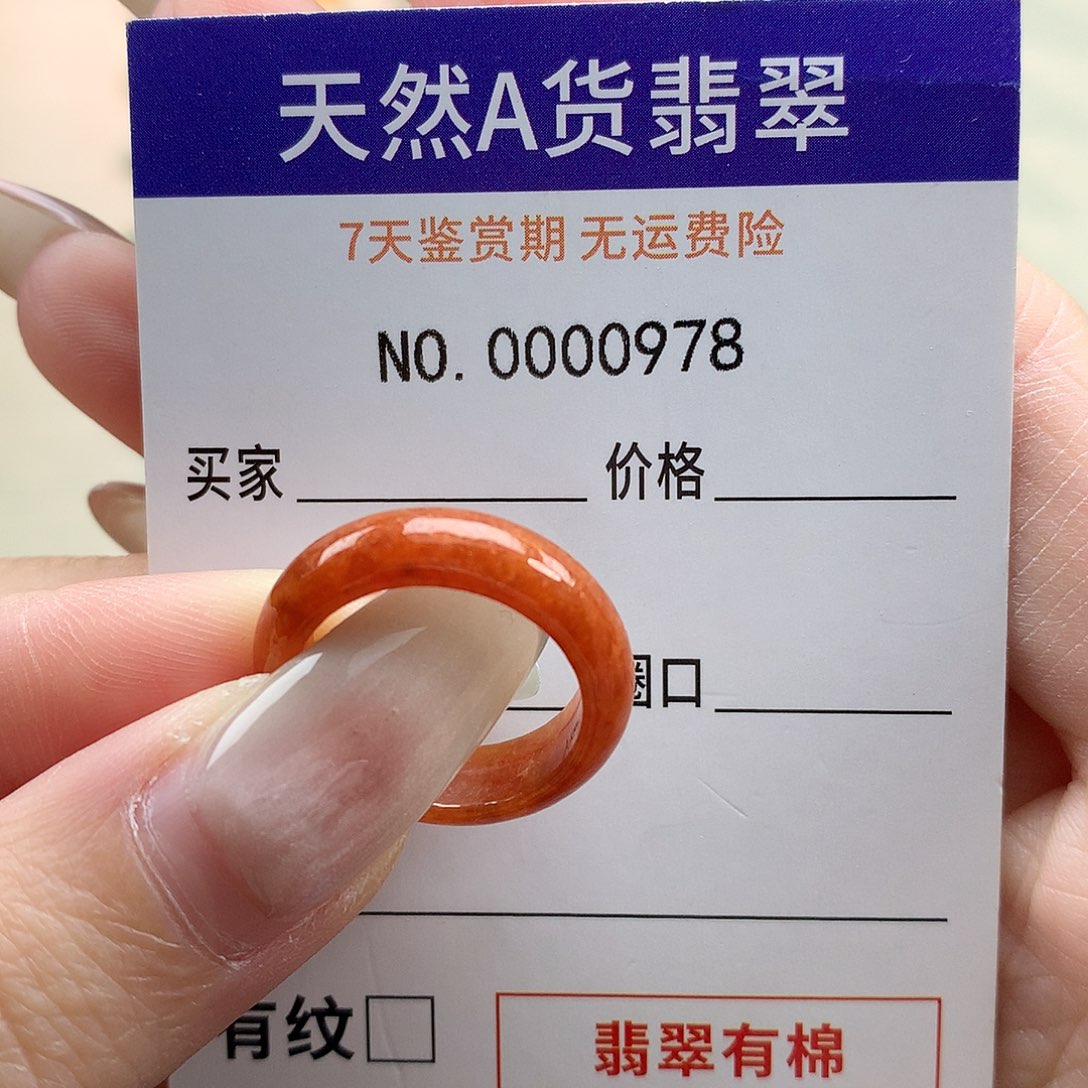 天然A货翡翠
7天鉴赏期 无运费险
NO. 0000978
买家 价格
圈口
有纹
翡翠有棉